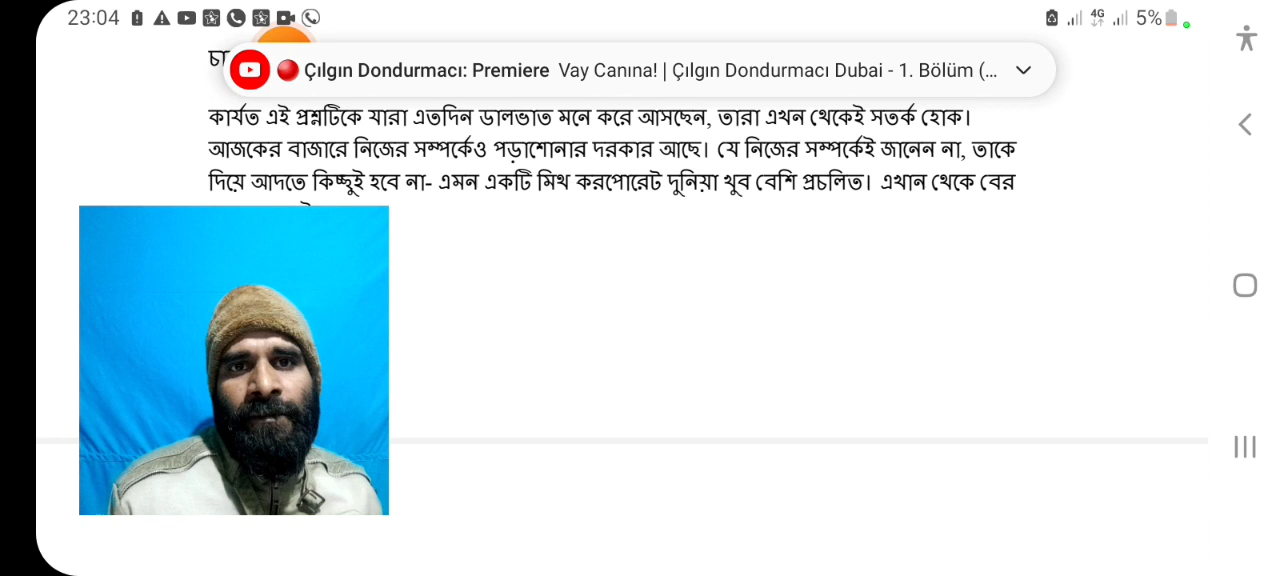 23:04
4G
5%
Çılgın Dondurmacı: Premiere Vay Canına! | Çılgın Dondurmacı Dubai - 1. Bölüm (...
কার্যত এই প্রশ্নটিকে যারা এতদিন ডালভাত মনে করে আসছেন, তারা এখন থেকেই সতর্ক হোক।
আজকের বাজারে নিজের সম্পর্কেও পড়াশোনার দরকার আছে। যে নিজের সম্পর্কেই জানেন না, তাকে
দিয়ে আদতে কিচ্ছুই হবে না- এমন একটি মিথ করপোরেট দুনিয়া খুব বেশি প্রচলিত। এখান থেকে বের